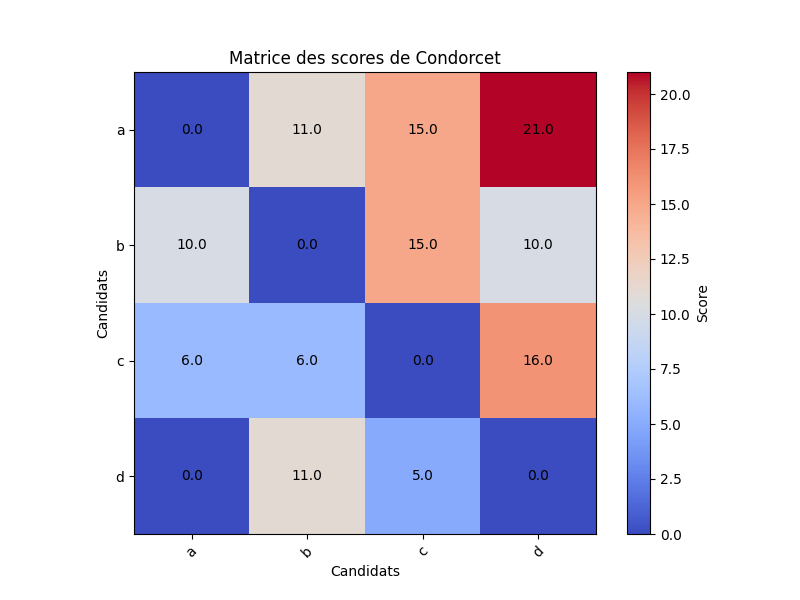 Matrice des scores de Condorcet
a 0.0 11.0 15.0 21.0
b 10.0 0.0 15.0 10.0
c 6.0 6.0 0.0 16.0
d 0.0 11.0 5.0 0.0
a b c d
Candidats
Candidats
20.0
17.5
15.0
12.5
10.0
7.5
5.0
2.5
0.0
Score